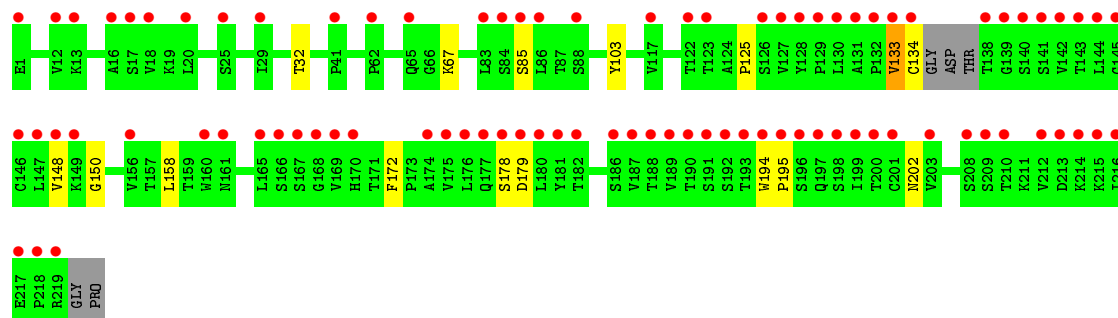 E1 V12 K13 A16 S17 V18 K19 L20 S25 I29 T32 P41 P62 Q65 G66 K67 L83 S84 S85 L86 T87 S88 Y103 V117 T122 T123 A124 P125 S126 V127 Y128 P129 L130 A131 P132 V133 C134 GLY ASP THR T138 G139 S140 S141 V142 T143 L144 G145
C146 L147 V148 K149 G150 V156 T157 L158 T159 W160 N161 L165 S166 S167 G168 V169 H170 T171 F172 P173 A174 V175 L176 Q177 S178 D179 L180 Y181 T182 S186 V187 T188 V189 T190 S191 S192 T193 W194 P195 S196 Q197 S198 I199 T200 C201 N202 V203 S208 S209 T210 K211 V212 D213 K214 K215 I216
E217 P218 R219 GLY PRO